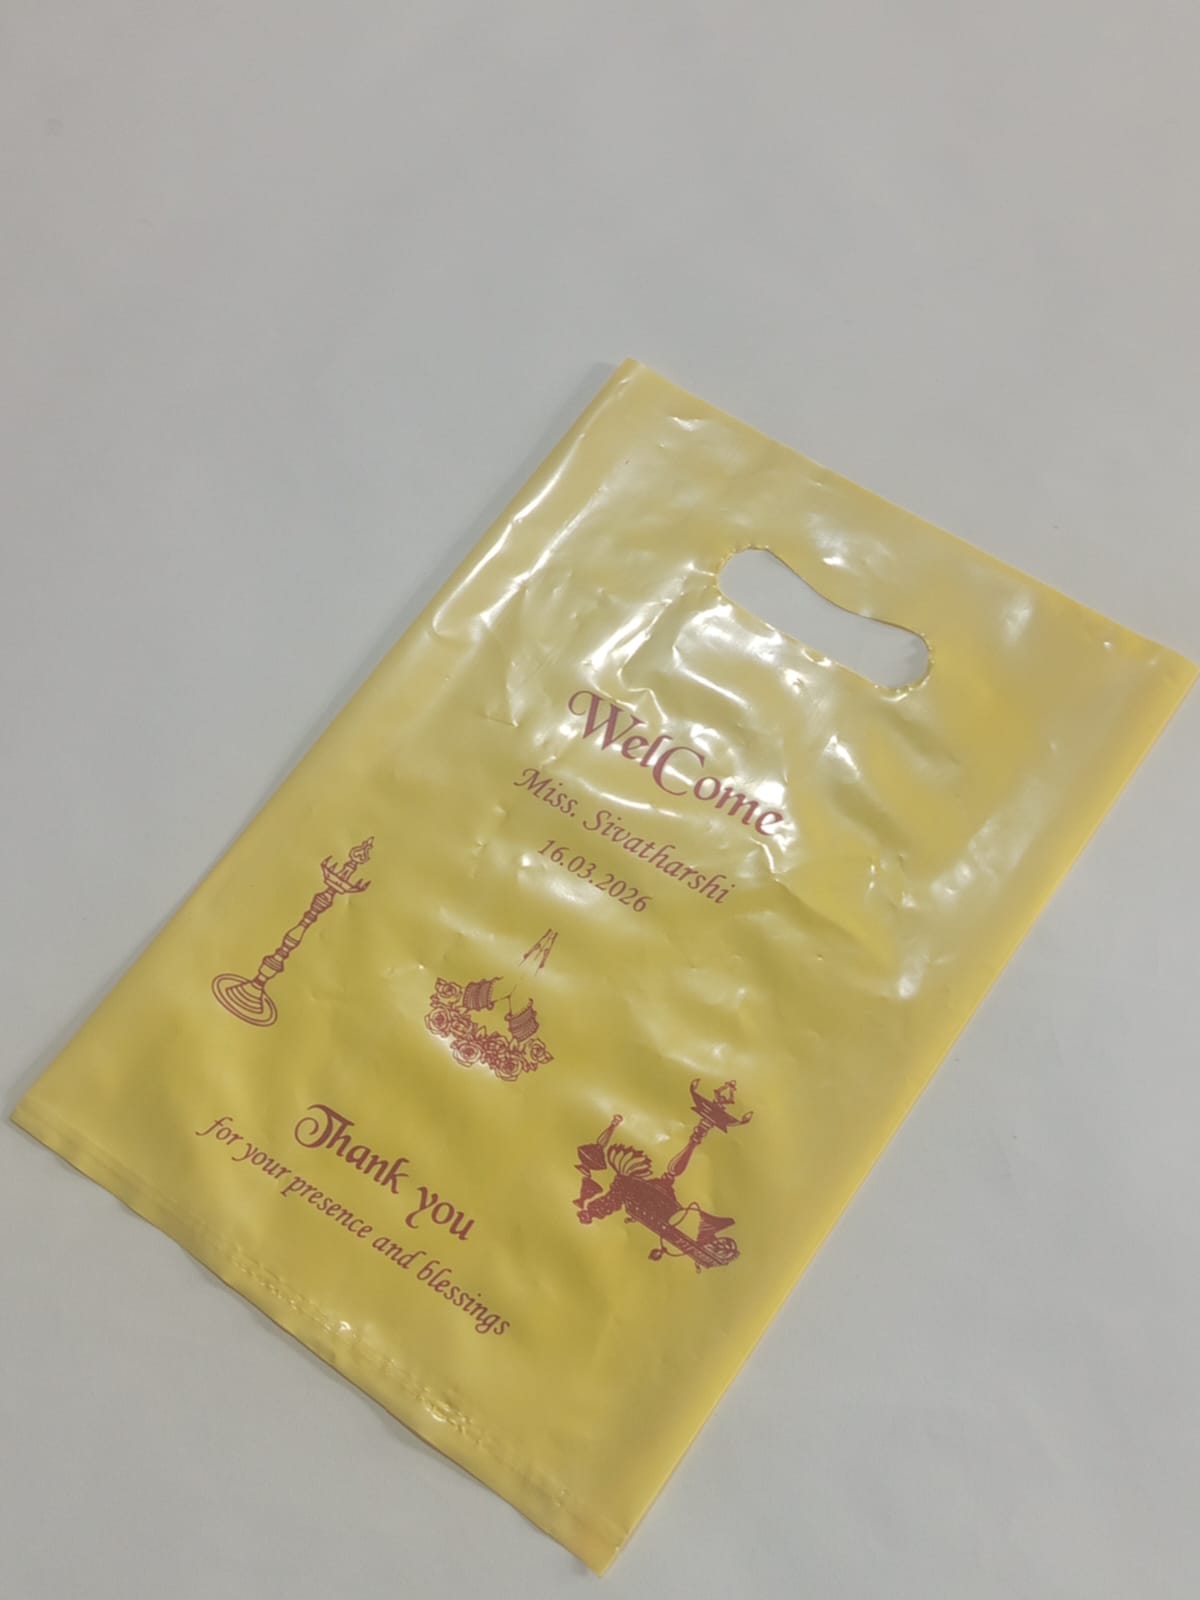 WelCome
Miss. Sivatharshi
16.03.2026
Thank you
for your presence and blessings